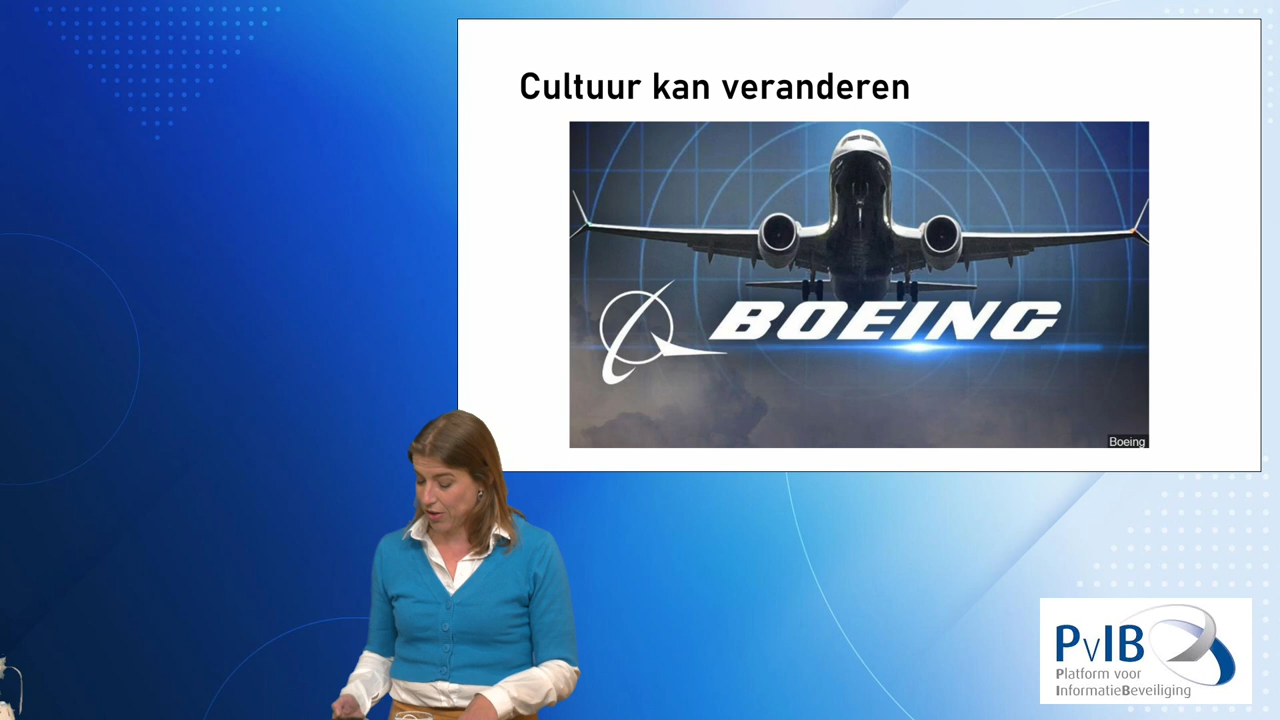 Cultuur kan veranderen
BOEING
Boeing
PvIB
Platform voor
InformatieBeveiliging